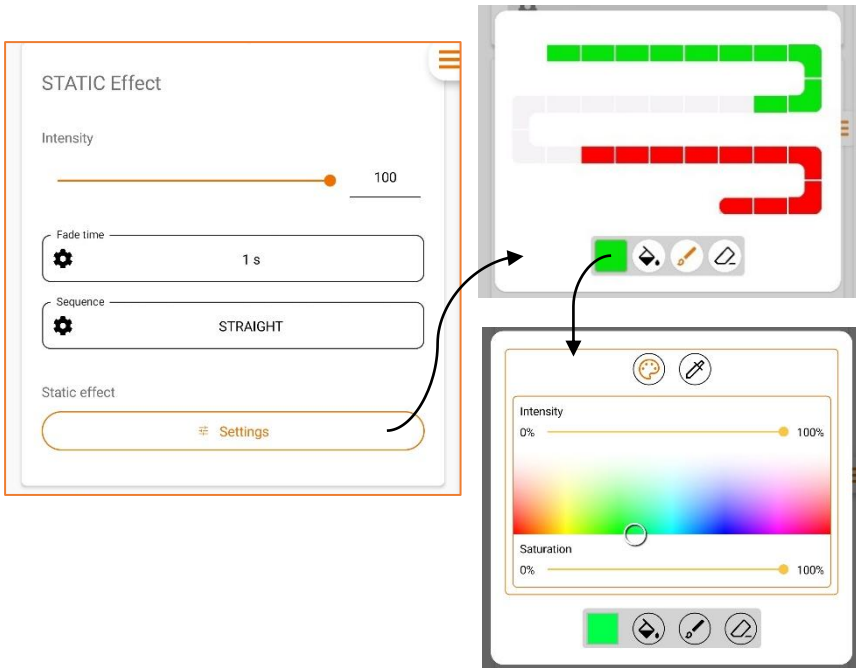 STATIC Effect
Intensity
100
Fade time
1 s
Sequence
STRAIGHT
Static effect
Settings
Intensity
0% 100%
Saturation
0% 100%